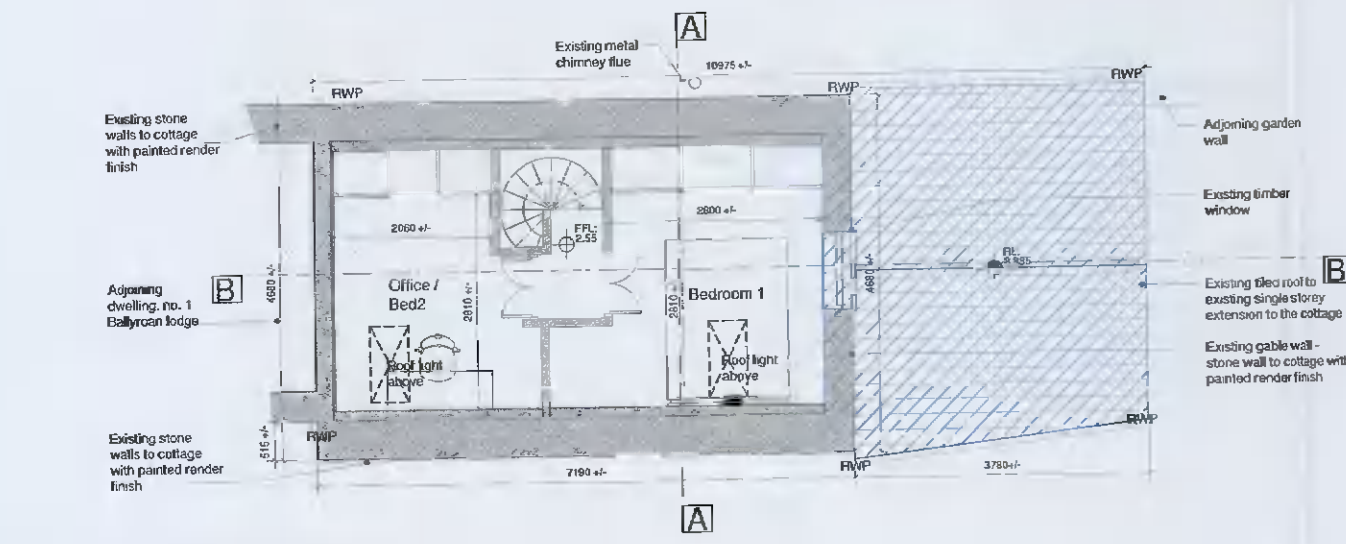 A
Existing metal
chimney flue
10975 +/-
RWP
RWP
RWP
Existing stone
walls to cottage
with painted render
finish
Adjoining garden
wall
Existing timber
window
2060 +/-
FFL:
2.55
2800 +/-
4680 +/-
Adjoining
dwelling. no. 1
Ballyroan lodge
B
Office /
Bed2
2810 +/-
2810 +/-
Bedroom 1
4680 +/-
RL:
B
Existing tiled roof to
existing single storey
extension to the cottage
Existing gable wall -
stone wall to cottage with
painted render finish
Roof light
above
Roof light
above
Existing stone
walls to cottage
with painted render
finish
515 +/-
RWP
RWP
RWP
7190 +/-
3780+/-
A